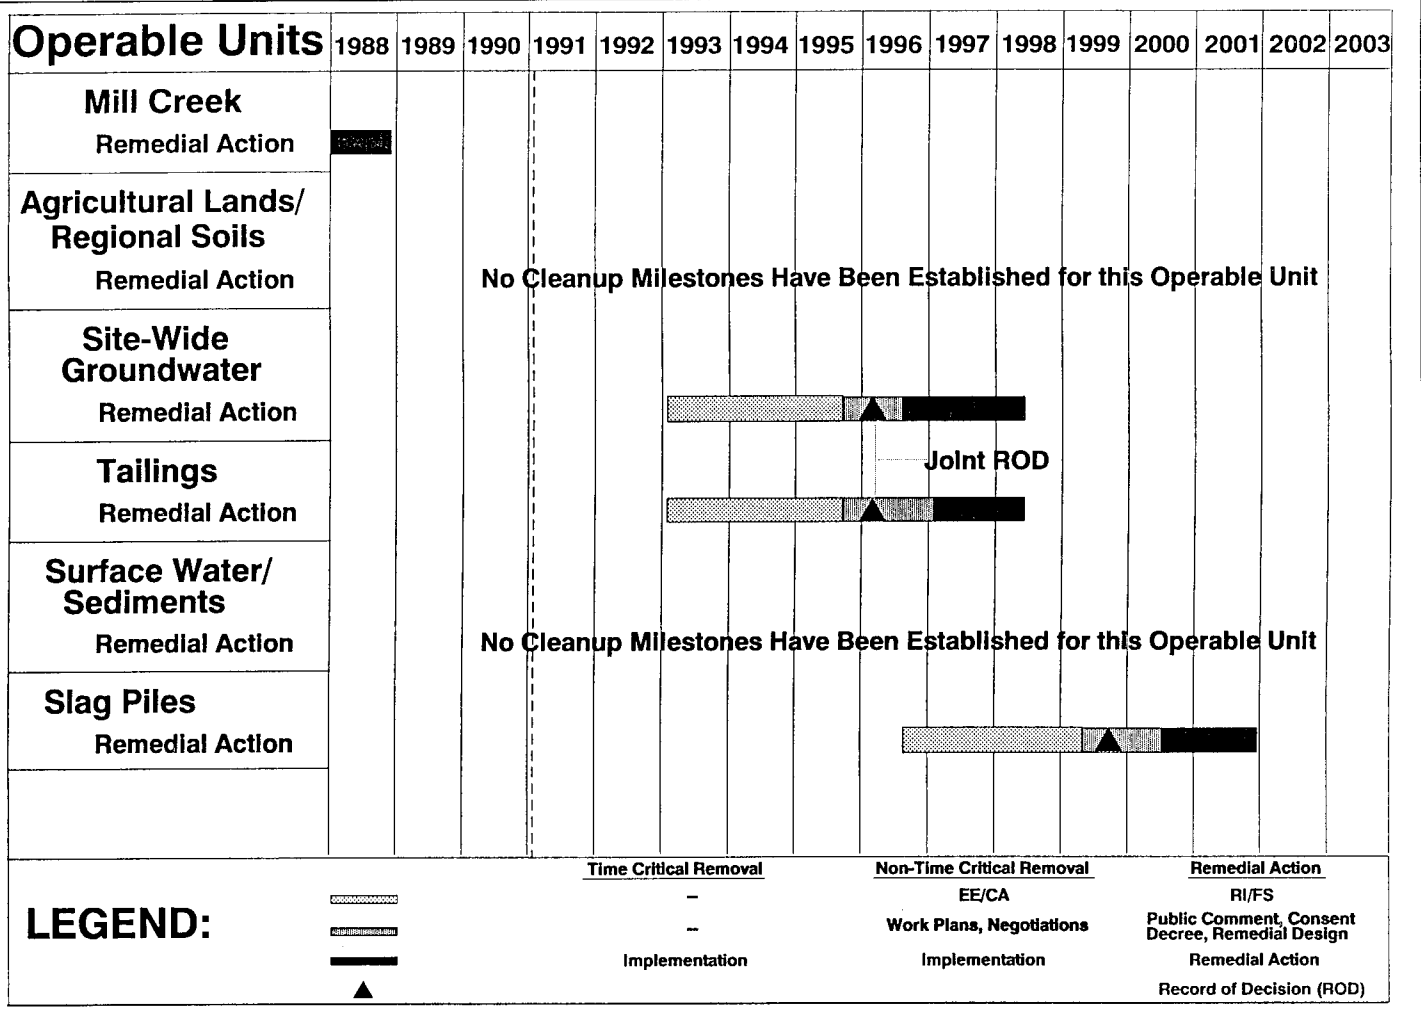 Operable Units 1988 1989 1990 1991 1992 1993 1994 1995 1996 1997 1998 1999 2000 2001 2002 2003
Mill Creek
Remedial Action
Agricultural Lands/
Regional Soils
Remedial Action No Cleanup Milestones Have Been Established for this Operable Unit
Site-Wide
Groundwater
Remedial Action
Joint ROD
Tailings
Remedial Action
Surface Water/
Sediments
Remedial Action No Cleanup Milestones Have Been Established for this Operable Unit
Slag Piles
Remedial Action
LEGEND:
Time Critical Removal Non-Time Critical Removal Remedial Action
– EE/CA RI/FS
– Work Plans, Negotiations Public Comment, Consent
Decree, Remedial Design
Implementation Implementation Remedial Action
Record of Decision (ROD)